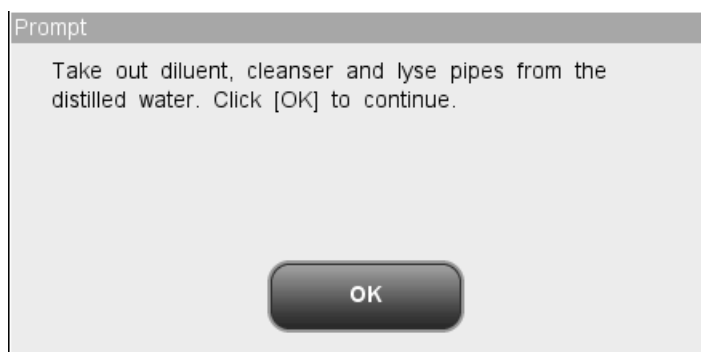 Prompt
Take out diluent, cleanser and lyse pipes from the
distilled water. Click [OK] to continue.
OK